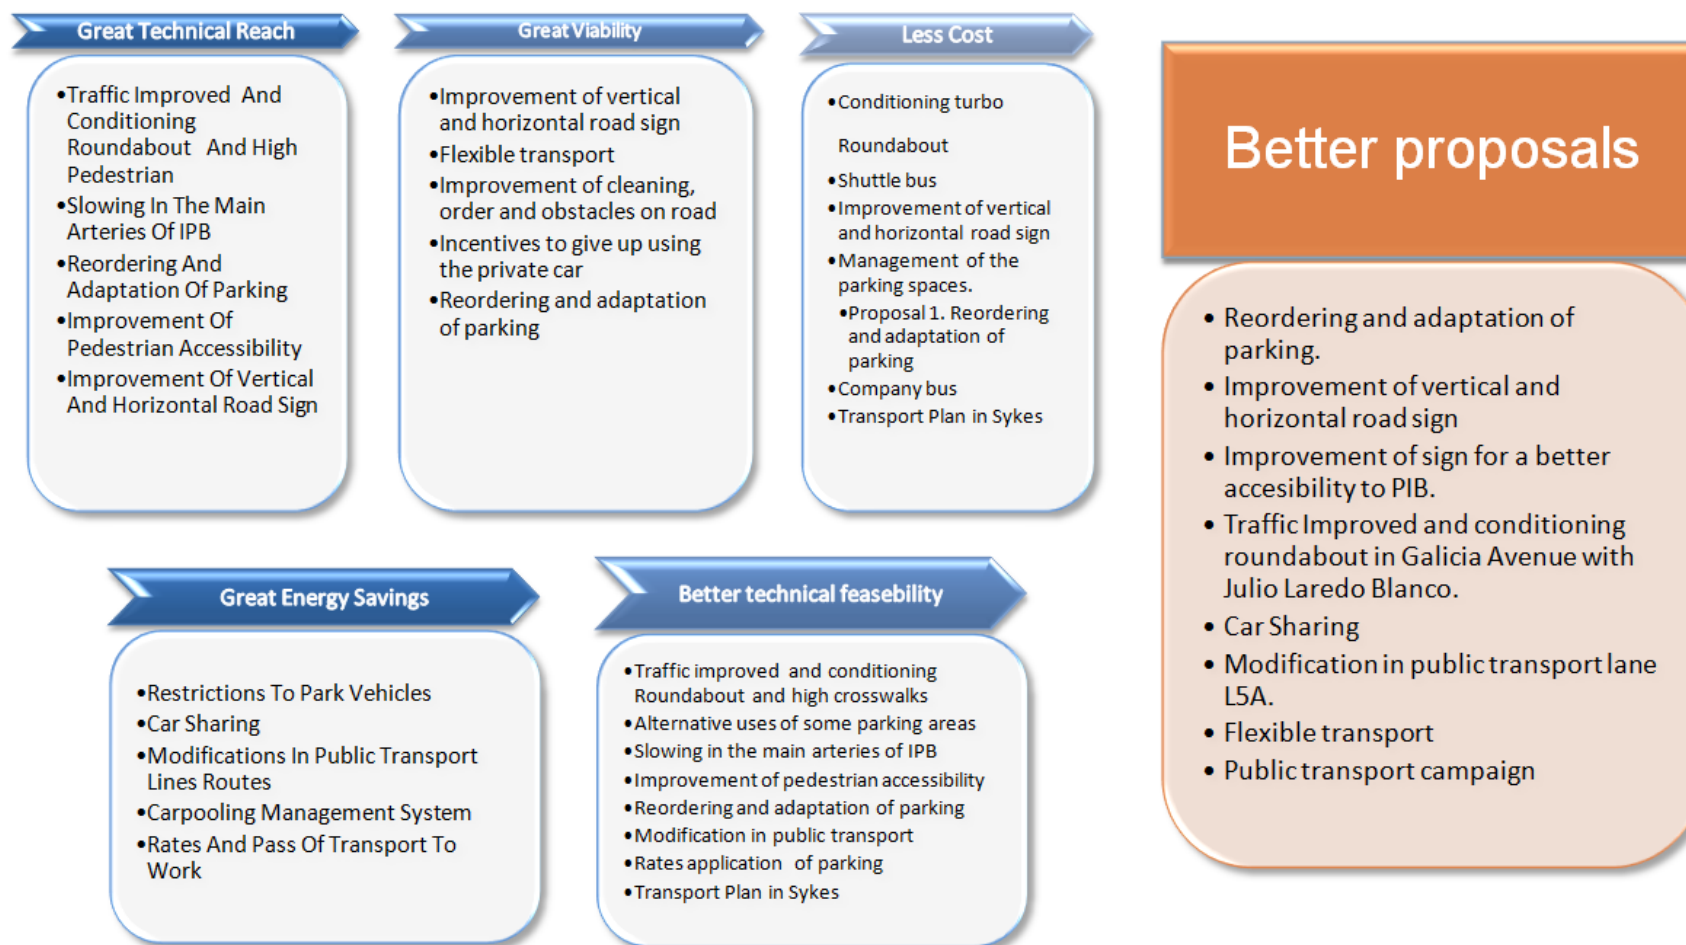 Great Technical Reach
•Traffic Improved And
Conditioning
Roundabout And High
Pedestrian
•Slowing In The Main
Arteries Of IPB
•Reordering And
Adaptation Of Parking
•Improvement Of
Pedestrian Accessibility
•Improvement Of Vertical
And Horizontal Road Sign
Great Viability
•Improvement of vertical
and horizontal road sign
•Flexible transport
•Improvement of cleaning,
order and obstacles on road
•Incentives to give up using
the private car
•Reordering and adaptation
of parking
Less Cost
•Conditioning turbo
Roundabout
•Shuttle bus
•Improvement of vertical
and horizontal road sign
•Management of the
parking spaces.
•Proposal 1. Reordering
and adaptation of
parking
•Company bus
•Transport Plan in Sykes
Great Energy Savings
•Restrictions To Park Vehicles
•Car Sharing
•Modifications In Public Transport
Lines Routes
•Carpooling Management System
•Rates And Pass Of Transport To
Work
Better technical feasebility
•Traffic improved and conditioning
Roundabout and high crosswalks
•Alternative uses of some parking areas
•Slowing in the main arteries of IPB
•Improvement of pedestrian accessibility
•Reordering and adaptation of parking
•Modification in public transport
•Rates application of parking
•Transport Plan in Sykes
Better proposals
• Reordering and adaptation of
parking.
• Improvement of vertical and
horizontal road sign
• Improvement of sign for a better
accesibility to PIB.
• Traffic Improved and conditioning
roundabout in Galicia Avenue with
Julio Laredo Blanco.
• Car Sharing
• Modification in public transport lane
L5A.
• Flexible transport
• Public transport campaign